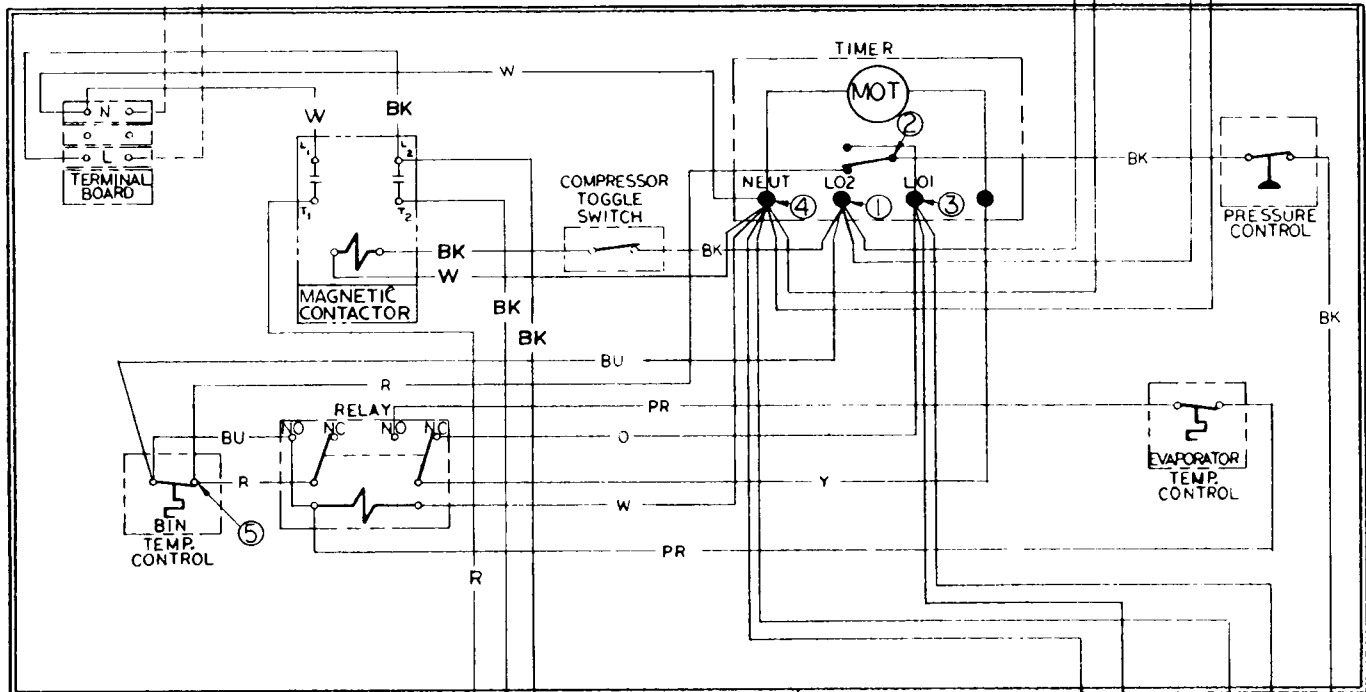 TIMER
MOT
W
BK
W
BK
N
L
TERMINAL
BOARD
L1
L2
T1
T2
2
COMPRESSOR
TOGGLE
SWITCH
NEUT
LO2
LO1
4
1
3
BK
PRESSURE
CONTROL
BK
BK
W
MAGNETIC
CONTACTOR
BK
BK
BK
BU
R
RELAY
PR
NO
NC
NO
NC
BU
O
R
Y
W
EVAPORATOR
TEMP.
CONTROL
BIN
TEMP.
CONTROL
5
PR
R